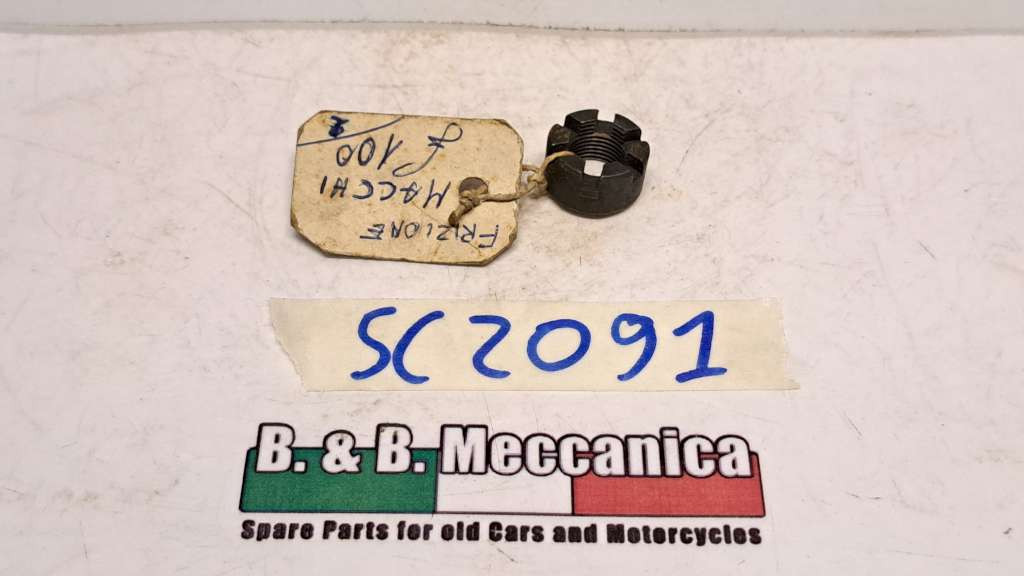 FRIZIONE
MACCHI
£ 100
SC2091
B. & B. Meccanica
Spare Parts for old Cars and Motorcycles